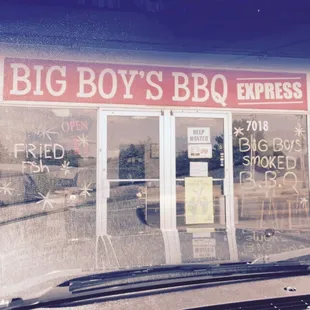 BIG BOY'S BBQ EXPRESS
OPEN
FRIED
FISH
HELP
WANTED
7018
BIG BOYS
SMOKED
B.B.Q